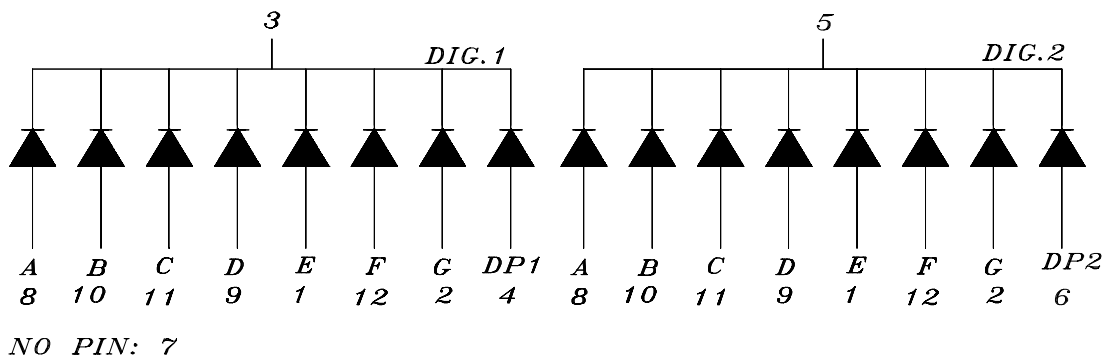 3 5
DIG.1 DIG.2
A B C D E F G DP1 A B C D E F G DP2
8 10 11 9 1 12 2 4 8 10 11 9 1 12 2 6
NO PIN: 7